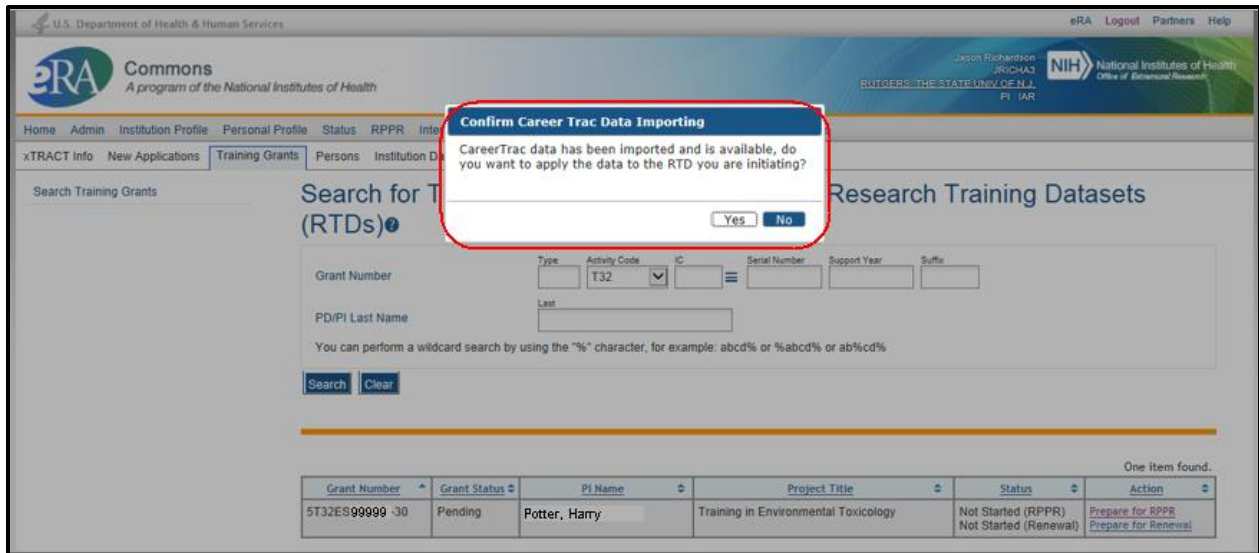 U.S. Department of Health & Human Services
eRA Logout Partners Help
eRA
Commons
A program of the National Institutes of Health
Jason Richardson
JRICHA3
RUTGERS, THE STATE UNIV OF N.J.
PI IAR
NIH
National Institutes of Health
Office of Extramural Research
Home Admin Institution Profile Personal Profile Status RPPR Inte
xTRACT Info New Applications Training Grants Persons Institution Da
Confirm Career Trac Data Importing
CareerTrac data has been imported and is available, do
you want to apply the data to the RTD you are initiating?
Yes No
Search Training Grants
Search for T Research Training Datasets
(RTDs)?
Grant Number
Type Activity Code IC Serial Number Support Year Suffix
T32
PD/PI Last Name
Last
You can perform a wildcard search by using the "%" character, for example: abcd% or %abcd% or ab%cd%
Search Clear
One item found.
Grant Number Grant Status PI Name Project Title Status Action
5T32ES99999 -30 Pending Potter, Harry Training in Environmental Toxicology Not Started (RPPR) Prepare for RPPR
Not Started (Renewal) Prepare for Renewal